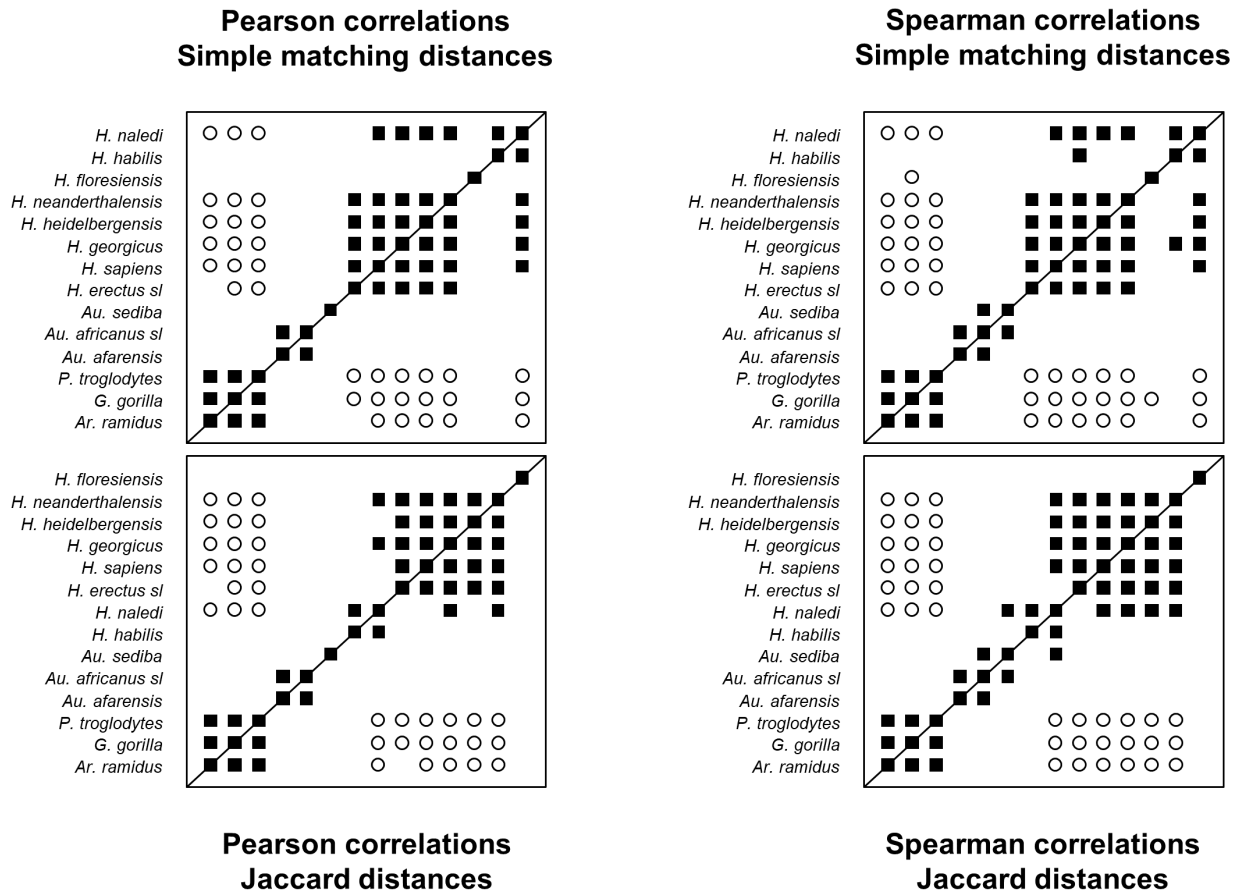 Pearson correlations
Simple matching distances
Spearman correlations
Simple matching distances
H. naledi
H. habilis
H. floresiensis
H. neanderthalensis
H. heidelbergensis
H. georgicus
H. sapiens
H. erectus sl
Au. sediba
Au. africanus sl
Au. afarensis
P. troglodytes
G. gorilla
Ar. ramidus
H. naledi
H. habilis
H. floresiensis
H. neanderthalensis
H. heidelbergensis
H. georgicus
H. sapiens
H. erectus sl
Au. sediba
Au. africanus sl
Au. afarensis
P. troglodytes
G. gorilla
Ar. ramidus
H. floresiensis
H. neanderthalensis
H. heidelbergensis
H. georgicus
H. sapiens
H. erectus sl
H. naledi
H. habilis
Au. sediba
Au. africanus sl
Au. afarensis
P. troglodytes
G. gorilla
Ar. ramidus
H. floresiensis
H. neanderthalensis
H. heidelbergensis
H. georgicus
H. sapiens
H. erectus sl
H. naledi
H. habilis
Au. sediba
Au. africanus sl
Au. afarensis
P. troglodytes
G. gorilla
Ar. ramidus
Pearson correlations
Jaccard distances
Spearman correlations
Jaccard distances